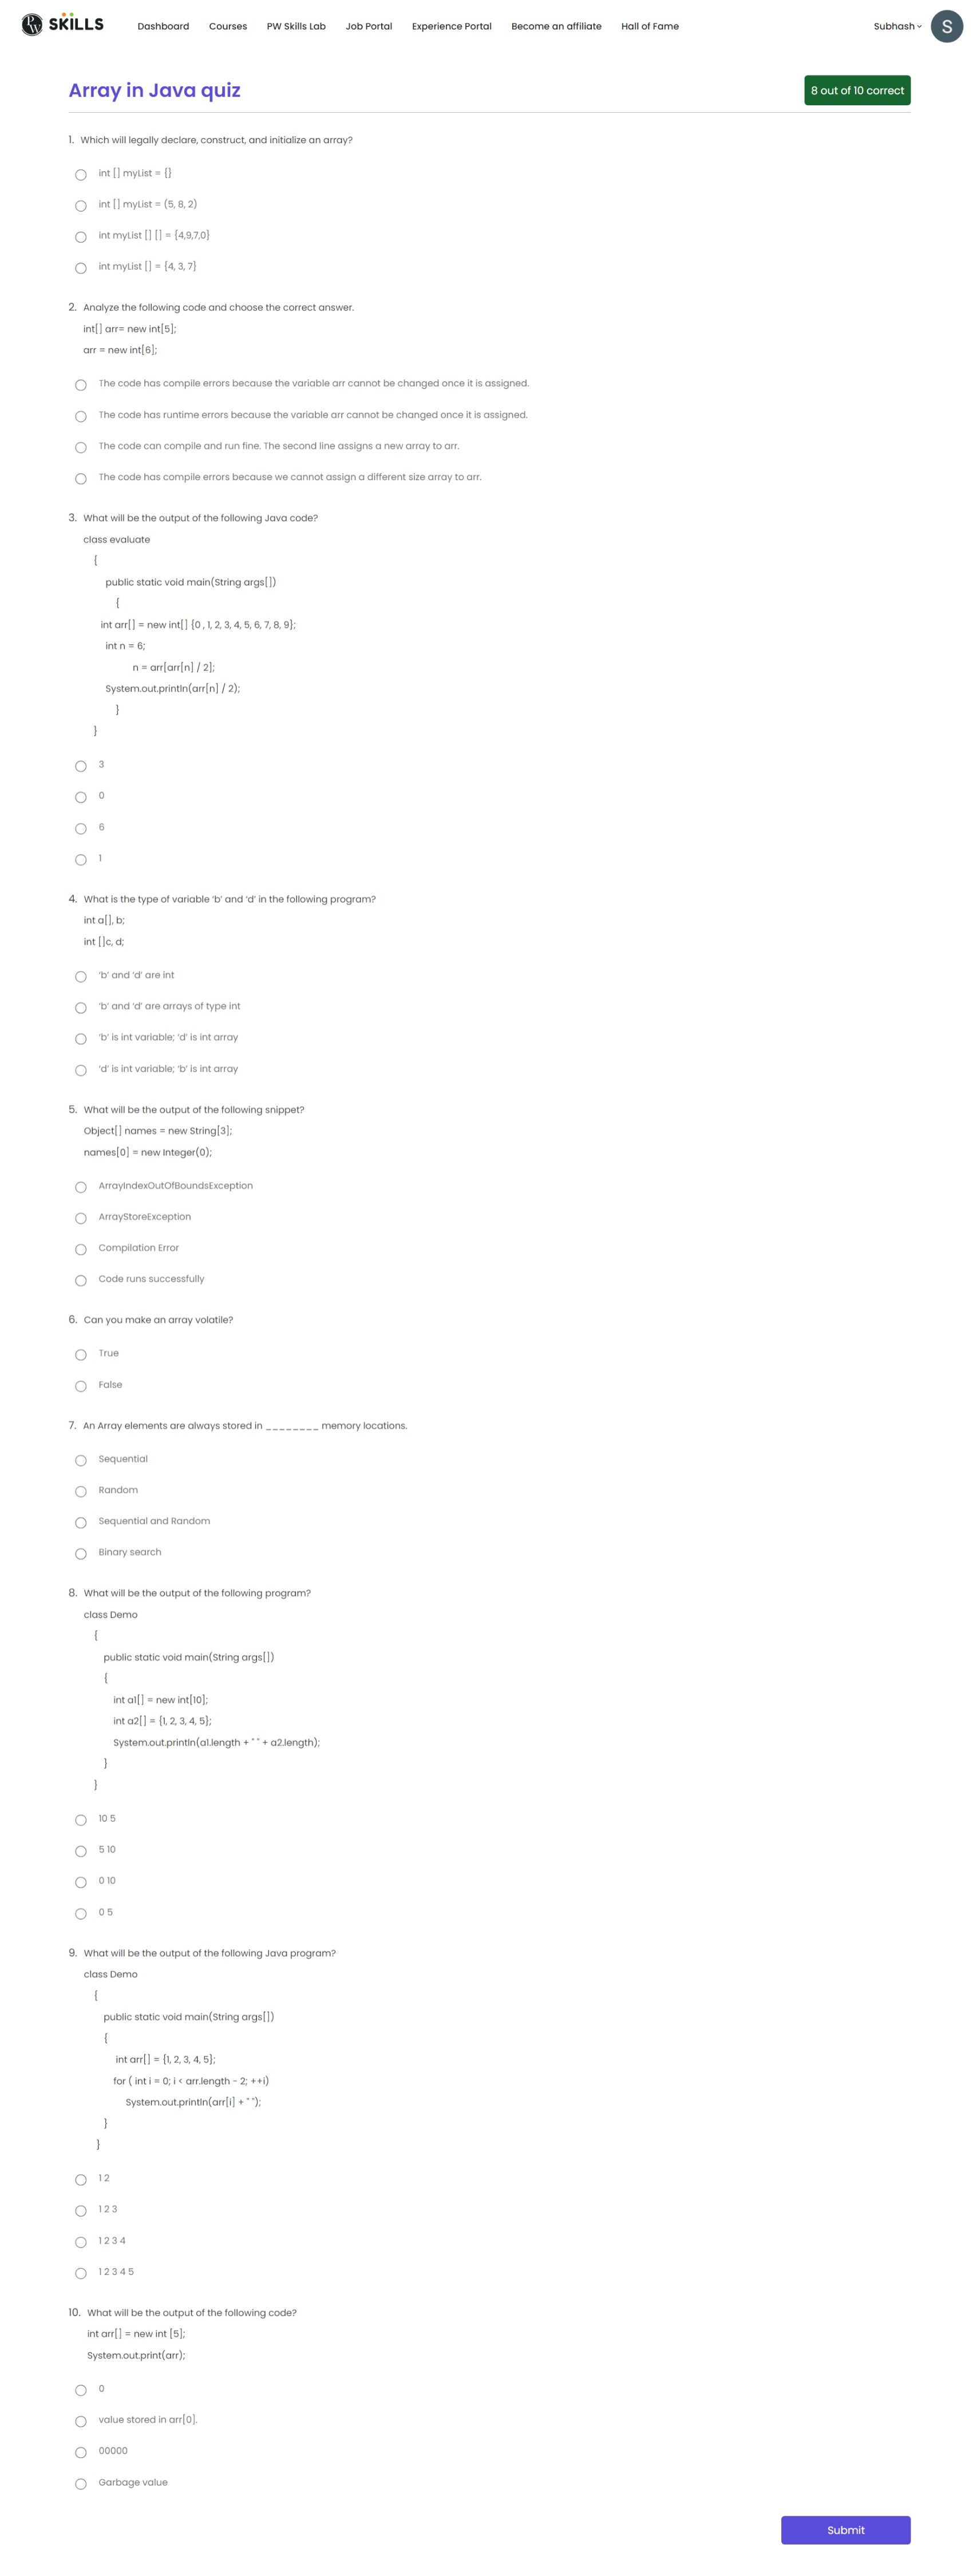 PW SKILLS Dashboard Courses PW Skills Lab Job Portal Experience Portal Become an affiliate Hall of Fame Subhash S
Array in Java quiz 8 out of 10 correct
1. Which will legally declare, construct, and initialize an array?
int [] myList = {}
int [] myList = (5, 8, 2)
int myList [] [] = {4,9,7,0}
int myList [] = {4, 3, 7}
2. Analyze the following code and choose the correct answer.
int[] arr= new int[5];
arr = new int[6];
The code has compile errors because the variable arr cannot be changed once it is assigned.
The code has runtime errors because the variable arr cannot be changed once it is assigned.
The code can compile and run fine. The second line assigns a new array to arr.
The code has compile errors because we cannot assign a different size array to arr.
3. What will be the output of the following Java code?
class evaluate
{
public static void main(String args[])
{
int arr[] = new int[] {0 , 1, 2, 3, 4, 5, 6, 7, 8, 9};
int n = 6;
n = arr[arr[n] / 2];
System.out.println(arr[n] / 2);
}
}
3
0
6
1
4. What is the type of variable ‘b’ and ‘d’ in the following program?
int a[], b;
int []c, d;
‘b’ and ‘d’ are int
‘b’ and ‘d’ are arrays of type int
‘b’ is int variable; ‘d’ is int array
‘d’ is int variable; ‘b’ is int array
5. What will be the output of the following snippet?
Object[] names = new String[3];
names[0] = new Integer(0);
ArrayIndexOutOfBoundsException
ArrayStoreException
Compilation Error
Code runs successfully
6. Can you make an array volatile?
True
False
7. An Array elements are always stored in ________ memory locations.
Sequential
Random
Sequential and Random
Binary search
8. What will be the output of the following program?
class Demo
{
public static void main(String args[])
{
int a1[] = new int[10];
int a2[] = {1, 2, 3, 4, 5};
System.out.println(a1.length + " " + a2.length);
}
}
10 5
5 10
0 10
0 5
9. What will be the output of the following Java program?
class Demo
{
public static void main(String args[])
{
int arr[] = {1, 2, 3, 4, 5};
for ( int i = 0; i < arr.length - 2; ++i)
System.out.println(arr[i] + " ");
}
}
1 2
1 2 3
1 2 3 4
1 2 3 4 5
10. What will be the output of the following code?
int arr[] = new int [5];
System.out.print(arr);
0
value stored in arr[0].
00000
Garbage value
Submit